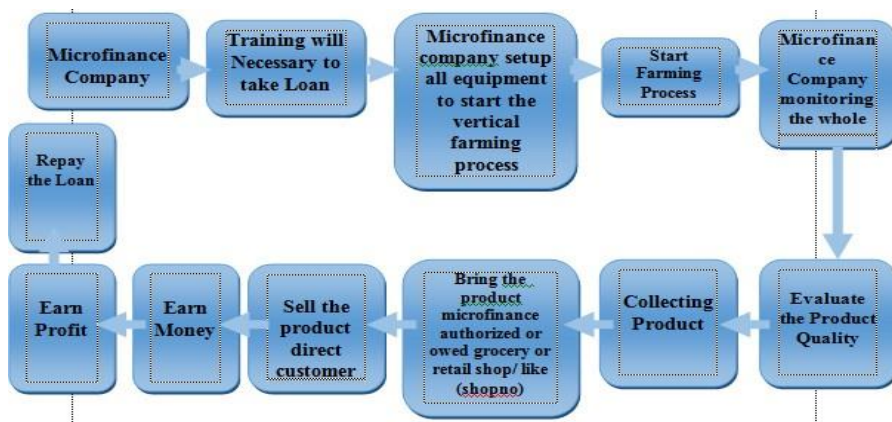 Microfinance
Company
Training will
Necessary to
take Loan
Microfinance
company setup
all equipment
to start the
vertical
farming
process
Start
Farming
Process
Microfinan
ce
Company
monitoring
the whole
Repay
the Loan
Earn
Profit
Earn
Money
Sell the
product
direct
customer
Bring the
product
microfinance
authorized or
owed grocery or
retail shop/ like
(shopno)
Collecting
Product
Evaluate
the Product
Quality